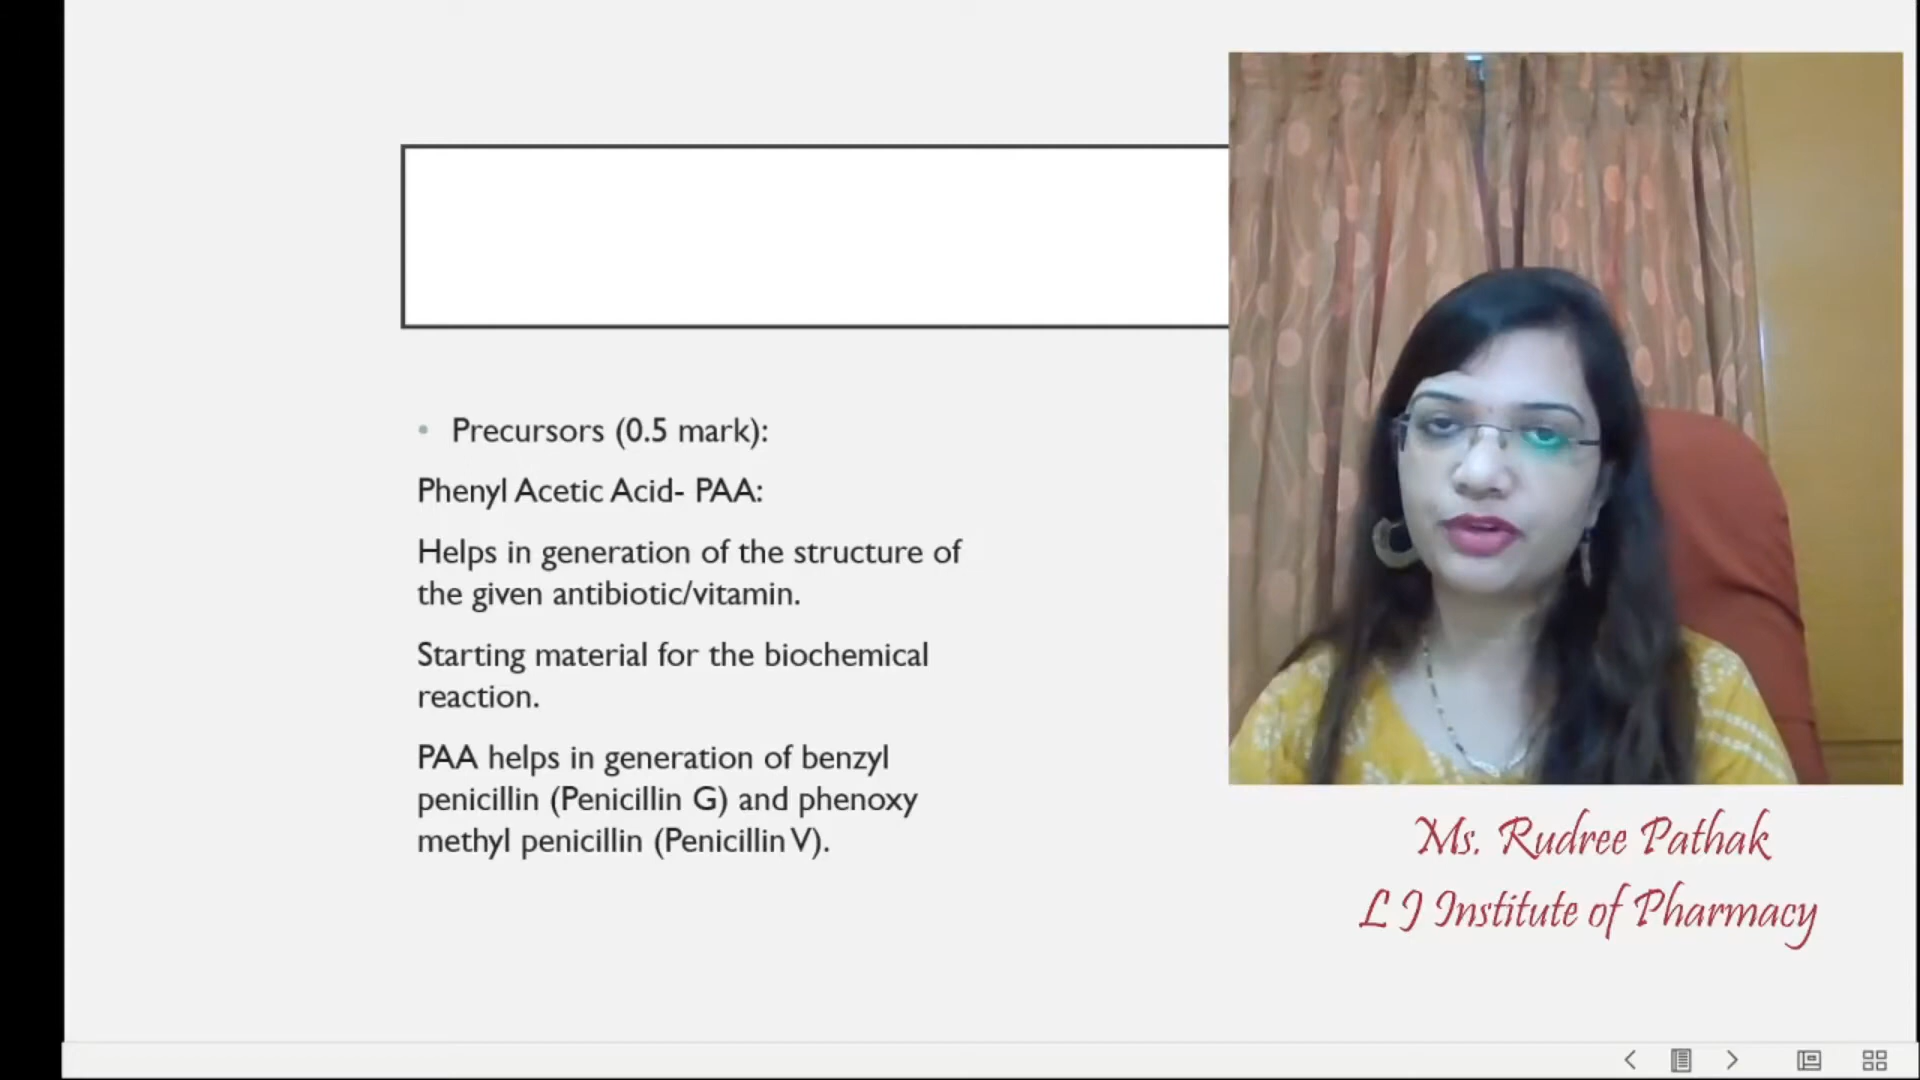 Precursors (0.5 mark):
Phenyl Acetic Acid- PAA:
Helps in generation of the structure of
the given antibiotic/vitamin.
Starting material for the biochemical
reaction.
PAA helps in generation of benzyl
penicillin (Penicillin G) and phenoxy
methyl penicillin (Penicillin V).
Ms. Rudree Pathak
L J Institute of Pharmacy